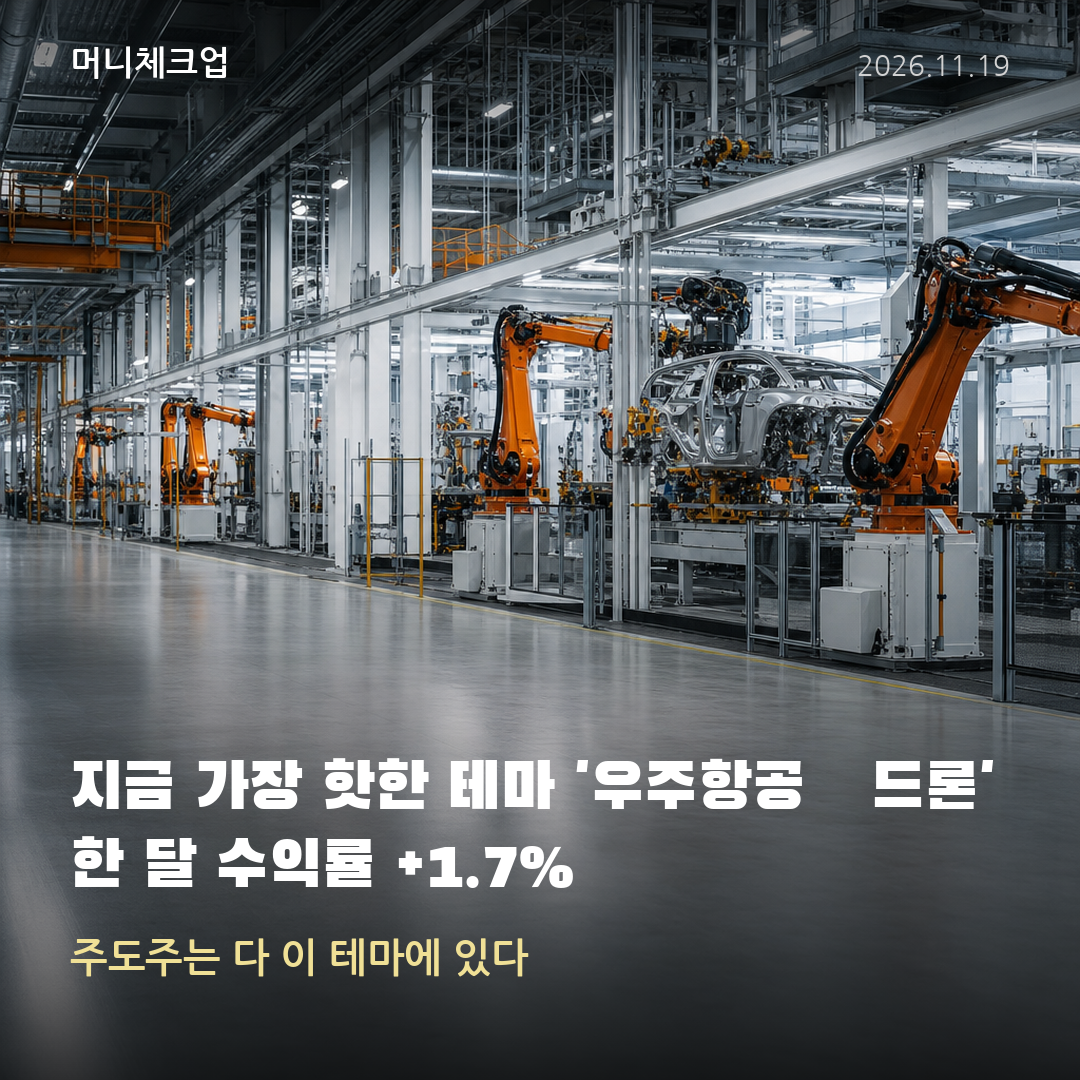 머니체크업
2026.11.19
지금 가장 핫한 테마 '우주항공 드론'
한 달 수익률 +1.7%
주도주는 다 이 테마에 있다